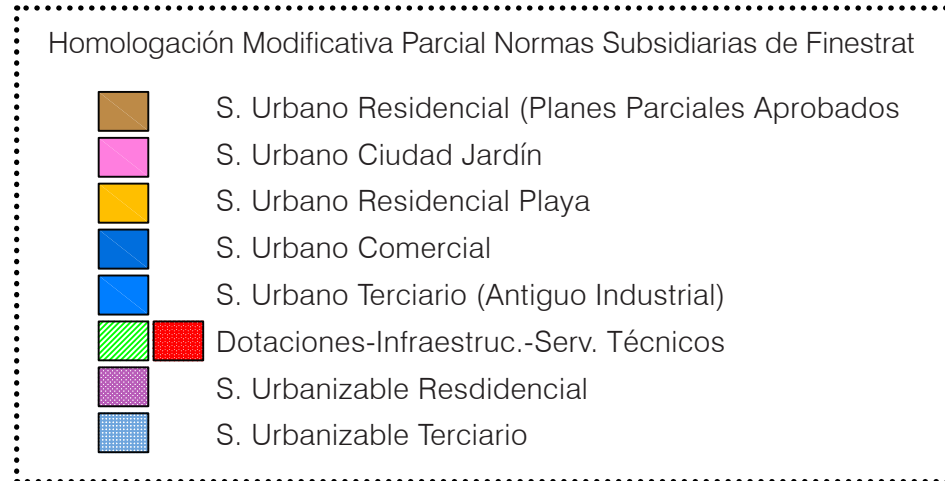 Homologación Modificativa Parcial Normas Subsidiarias de Finestrat
S. Urbano Residencial (Planes Parciales Aprobados
S. Urbano Ciudad Jardín
S. Urbano Residencial Playa
S. Urbano Comercial
S. Urbano Terciario (Antiguo Industrial)
Dotaciones-Infraestruc.-Serv. Técnicos
S. Urbanizable Resdidencial
S. Urbanizable Terciario